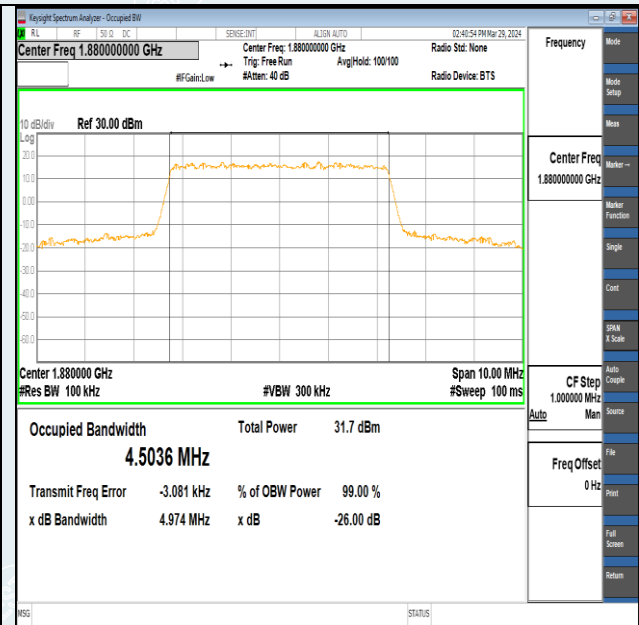 Keysight Spectrum Analyzer - Occupied BW
RL RF 50 Ω DC SENSE:INT ALIGN AUTO 02:40:54 PM Mar 29, 2024
Center Freq 1.880000000 GHz
Center Freq: 1.880000000 GHz Radio Std: None
Trig: Free Run Avg|Hold: 100/100
#IFGain:Low #Atten: 40 dB Radio Device: BTS
10 dB/div Ref 30.00 dBm
Log
20.0
10.0
0.00
-10.0
-20.0
-30.0
-40.0
-50.0
-60.0
Center 1.880000 GHz Span 10.00 MHz
#Res BW 100 kHz #VBW 300 kHz #Sweep 100 ms
Occupied Bandwidth Total Power 31.7 dBm
4.5036 MHz
Transmit Freq Error -3.081 kHz % of OBW Power 99.00 %
x dB Bandwidth 4.974 MHz x dB -26.00 dB
MSG STATUS
Frequency
Center Freq
1.880000000 GHz
CF Step
1.000000 MHz
Auto Man
Freq Offset
0 Hz
Mode
Mode
Setup
Meas
Marker→
Marker
Function
Single
Cont
SPAN
X Scale
Auto
Couple
Source
File
Print
Full
Screen
Return